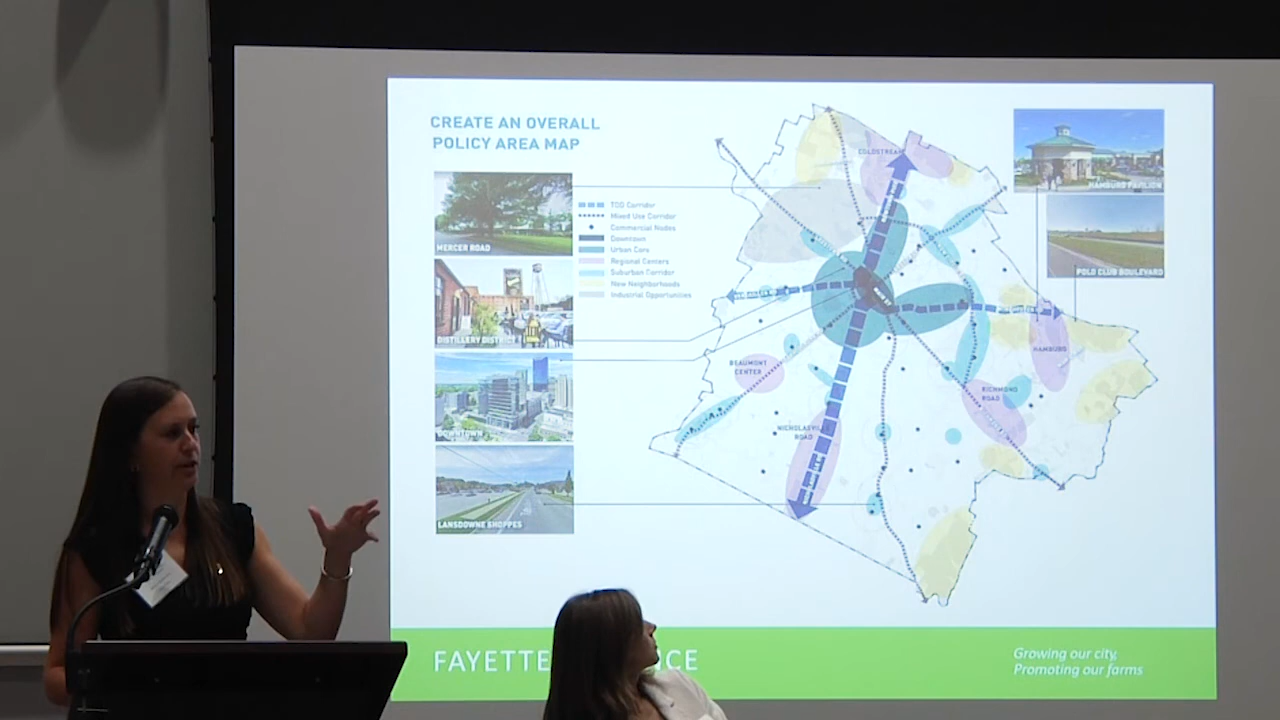 CREATE AN OVERALL
POLICY AREA MAP
MERCER ROAD
DISTILLERY DISTRICT
DOWNTOWN
LANSDOWNE SHOPPES
TOD Corridor
Mixed Use Corridor
Commercial Nodes
Downtown
Urban Core
Regional Centers
Suburban Corridor
New Neighborhoods
Industrial Opportunities
COLDSTREAM
HAMBURG PAVILION
POLO CLUB BOULEVARD
HAMBURG
BEAUMONT
CENTER
RICHMOND
ROAD
NICHOLASVILLE
ROAD
FAYETTE
CE
Growing our city,
Promoting our farms